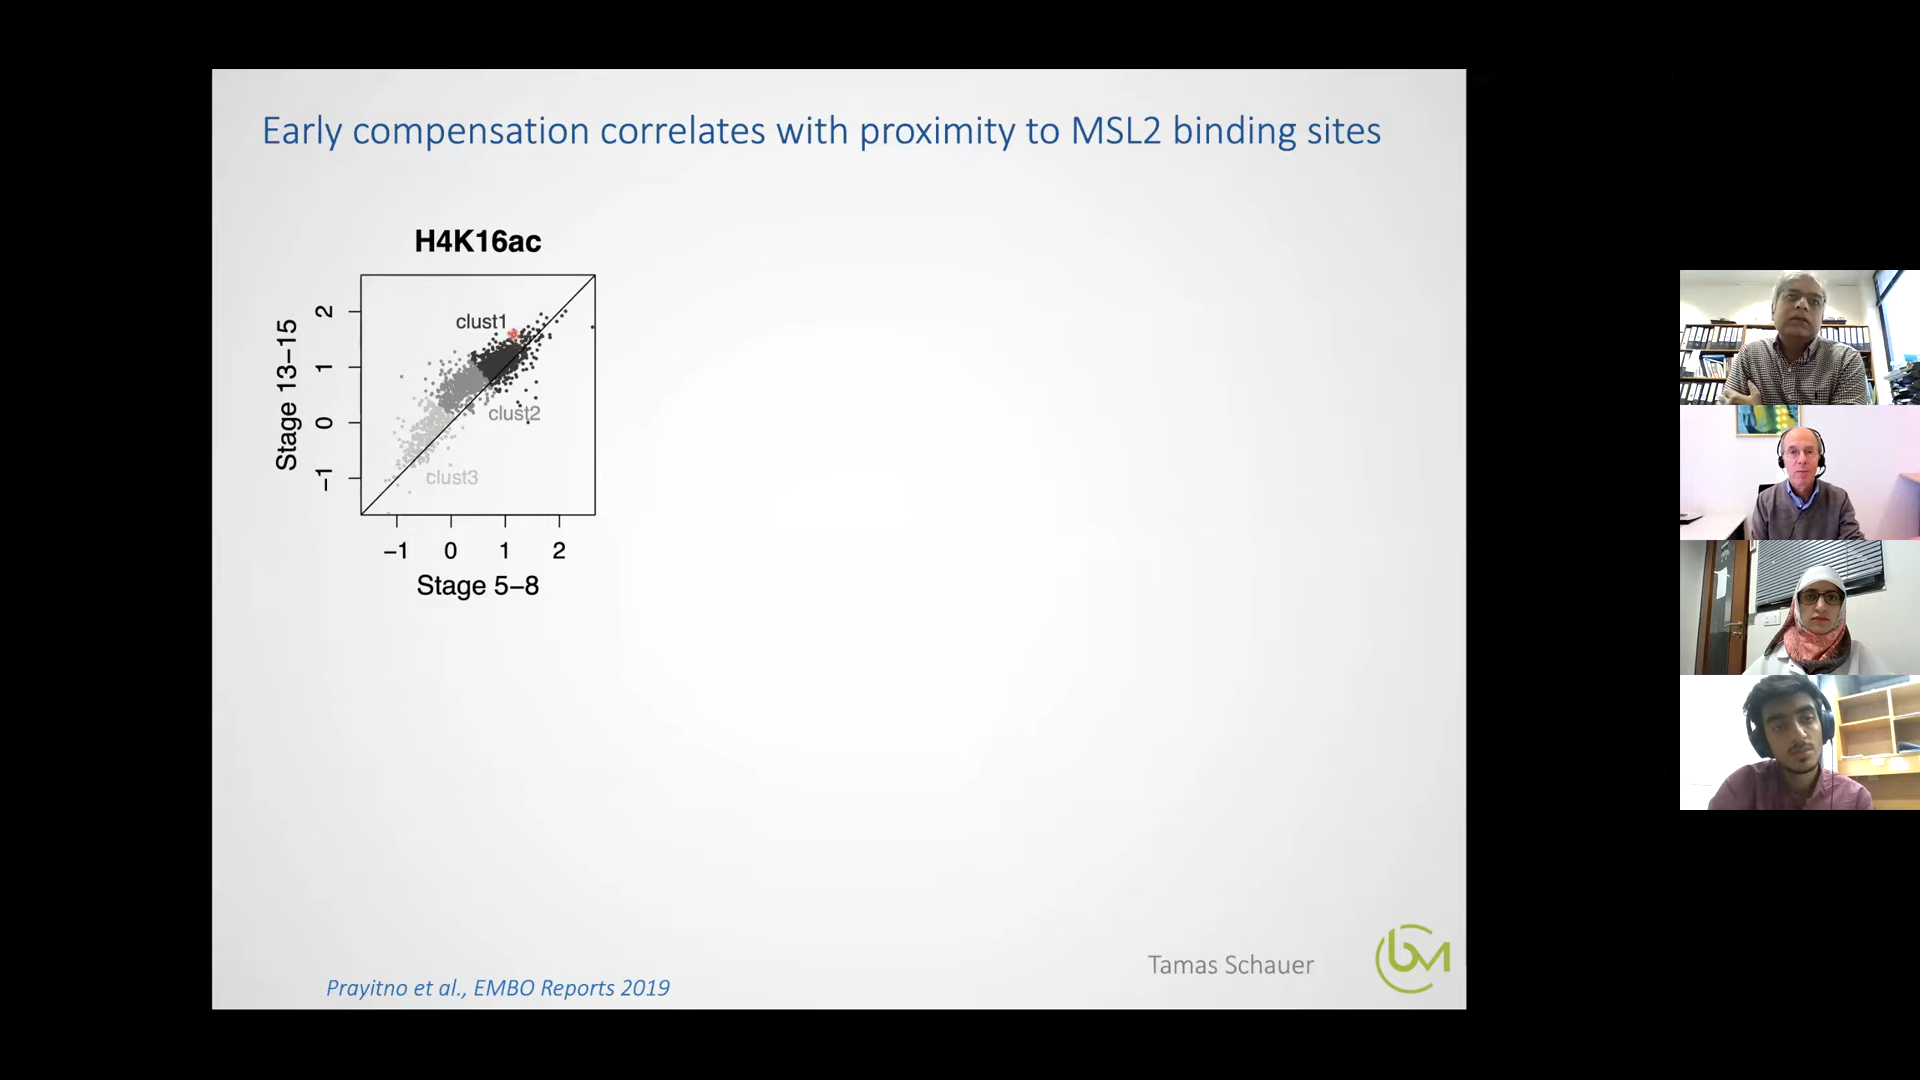 Early compensation correlates with proximity to MSL2 binding sites
H4K16ac
Stage 13–15
2
1
0
−1
clust1
clust2
clust3
−1 0 1 2
Stage 5–8
Tamas Schauer
bM
Prayitno et al., EMBO Reports 2019